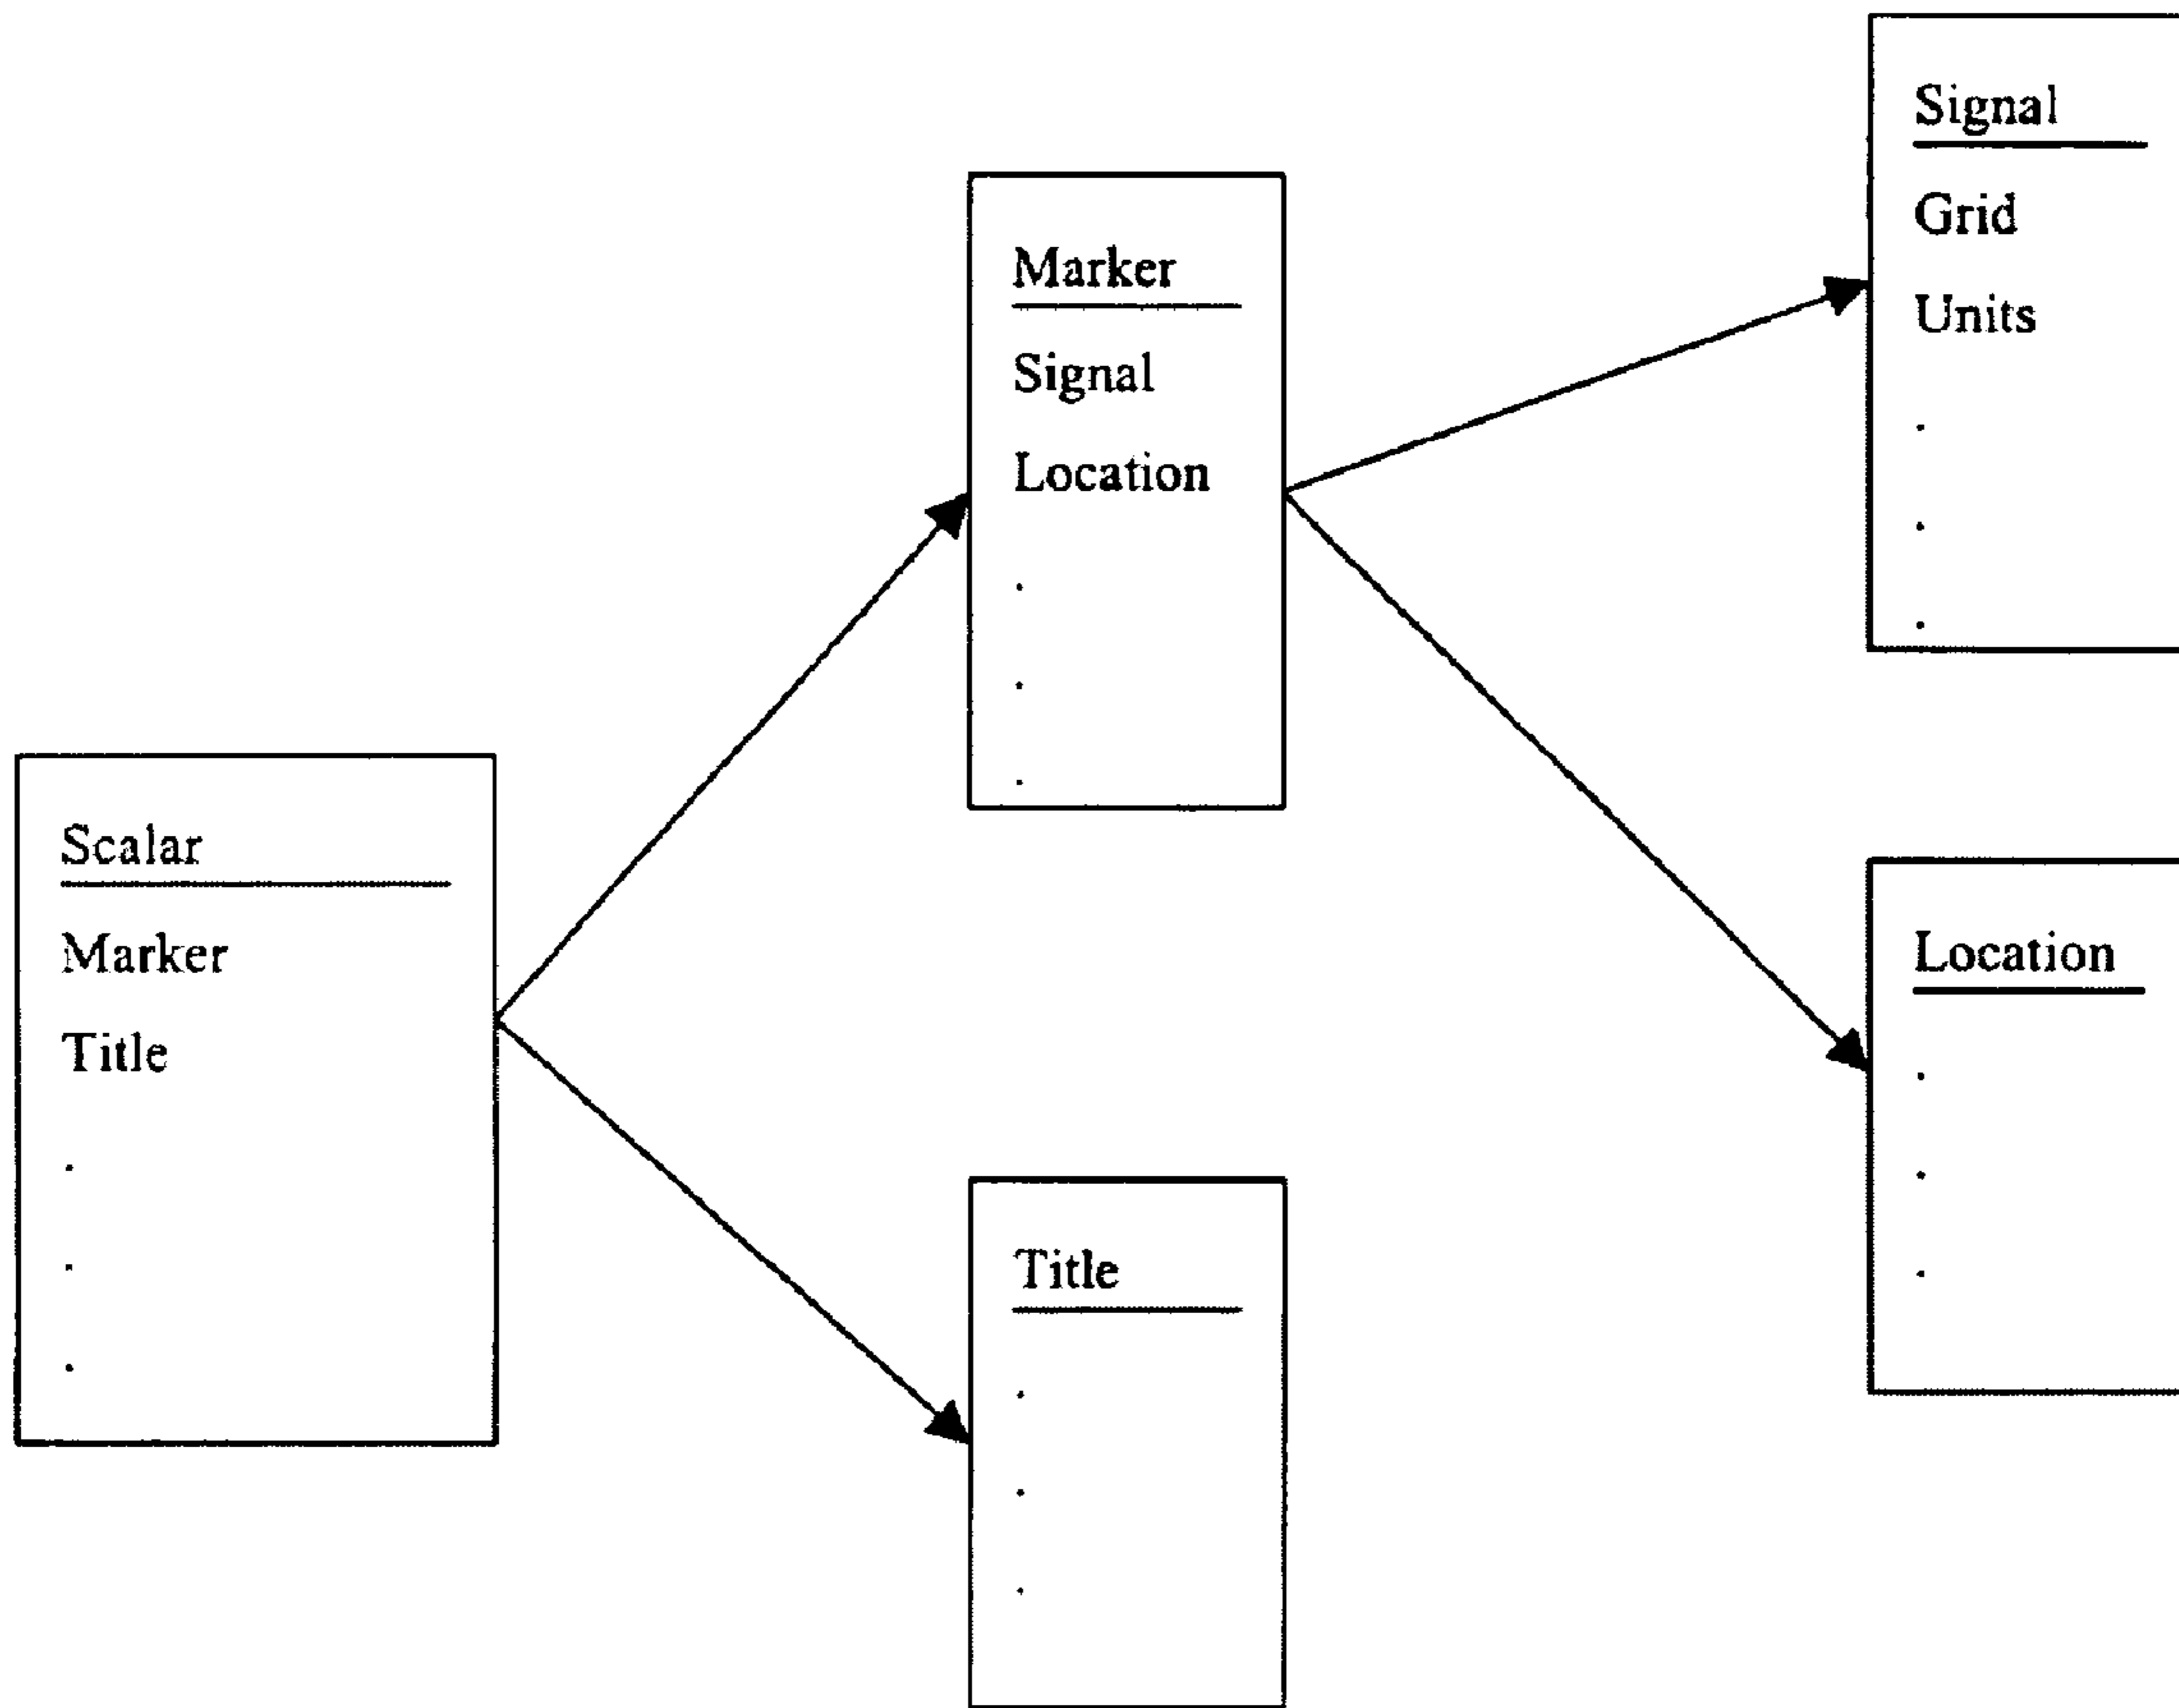 Scalar
Marker
Title
.
.
.
Marker
Signal
Location
.
.
.
Title
.
.
.
Signal
Grid
Units
.
.
.
Location
.
.
.